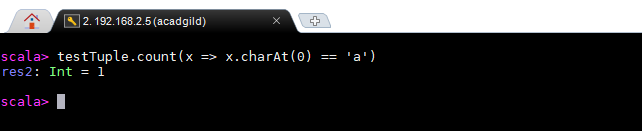 2. 192.168.2.5 (acadgild)
scala> testTuple.count(x => x.charAt(0) == 'a')
res2: Int = 1
scala>